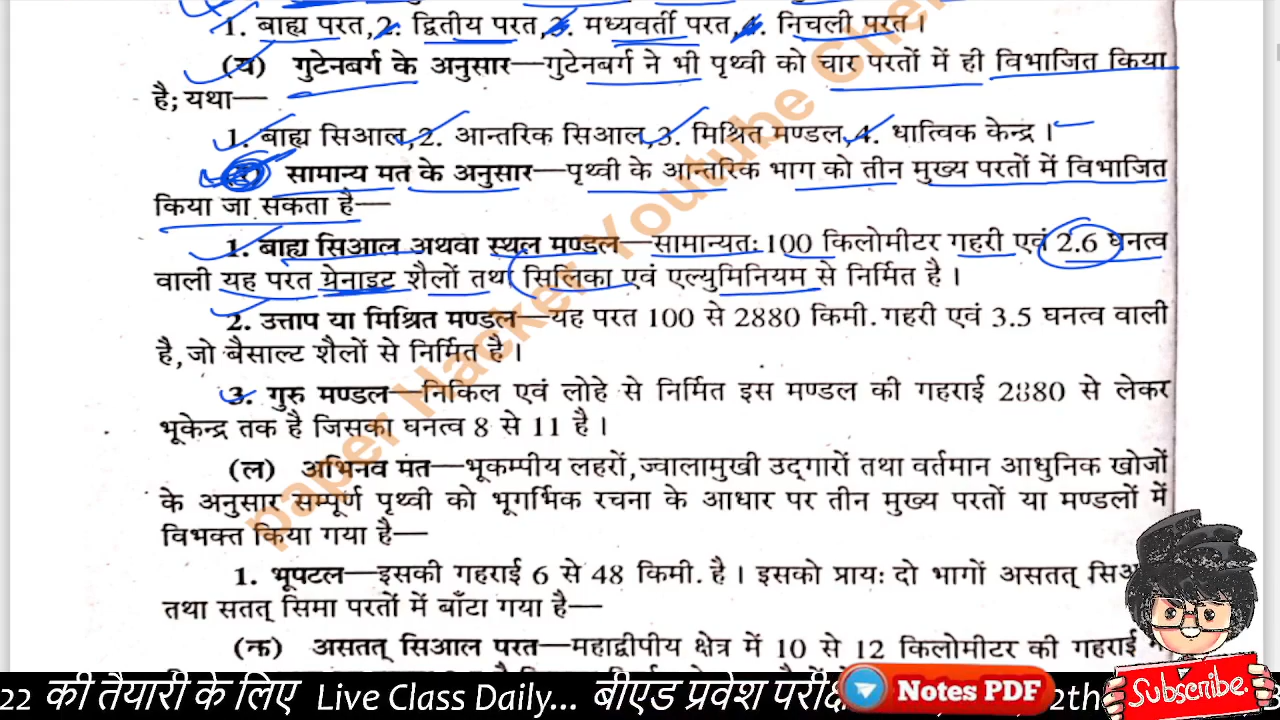 1. बाह्य परत, 2. द्वितीय परत, 3. मध्यवर्ती परत, 4. निचली परत।
(य) गुटेनबर्ग के अनुसार—गुटेनबर्ग ने भी पृथ्वी को चार परतों में ही विभाजित किया
है; यथा—
1. बाह्य सिआल, 2. आन्तरिक सिआल, 3. मिश्रित मण्डल, 4. धात्विक केन्द्र।
सामान्य मत के अनुसार—पृथ्वी के आन्तरिक भाग को तीन मुख्य परतों में विभाजित
किया जा सकता है—
1. बाह्य सिआल अथवा स्थल मण्डल—सामान्यतः 100 किलोमीटर गहरी एवं 2.6 घनत्व
वाली यह परत ग्रेनाइट शैलों तथा सिलिका एवं एल्युमिनियम से निर्मित है।
2. उत्ताप या मिश्रित मण्डल—यह परत 100 से 2880 किमी. गहरी एवं 3.5 घनत्व वाली
है, जो बैसाल्ट शैलों से निर्मित है।
3. गुरु मण्डल—निकिल एवं लोहे से निर्मित इस मण्डल की गहराई 2880 से लेकर
भूकेन्द्र तक है जिसका घनत्व 8 से 11 है।
(ल) अभिनव मत—भूकम्पीय लहरों, ज्वालामुखी उद्गारों तथा वर्तमान आधुनिक खोजों
के अनुसार सम्पूर्ण पृथ्वी को भूगर्भिक रचना के आधार पर तीन मुख्य परतों या मण्डलों में
विभक्त किया गया है—
1. भूपटल—इसकी गहराई 6 से 48 किमी. है। इसको प्रायः दो भागों असतत्
तथा सतत् सिमा परतों में बाँटा गया है—
असतत् सिआल परत—महाद्वीपीय क्षेत्र में 10 से 12 किलोमीटर की गहराई
paper Hacker Youtube
22 की तैयारी के लिए Live Class Daily... बीएड प्रवेश
Notes PDF
2th
Subscribe.